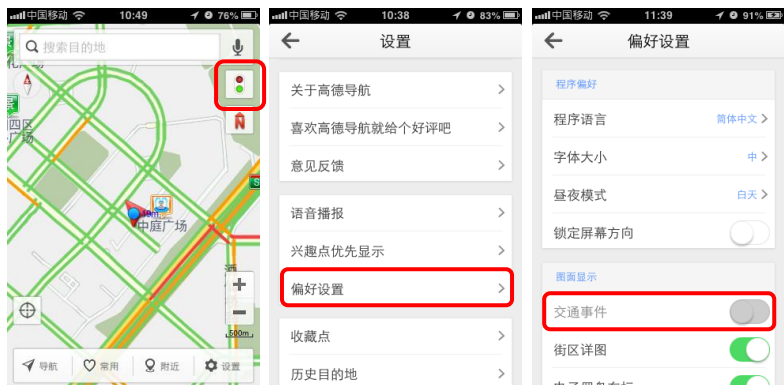 中国移动 10:49 76%
搜索目的地
四区
广场
中庭广场
酒
500m
导航 常用 附近 设置
中国移动 10:38 83%
设置
关于高德导航
喜欢高德导航就给个好评吧
意见反馈
语音播报
兴趣点优先显示
偏好设置
收藏点
历史目的地
中国移动 11:39 91%
偏好设置
程序偏好
程序语言 简体中文
字体大小 中
昼夜模式 白天
锁定屏幕方向
图面显示
交通事件
街区详图